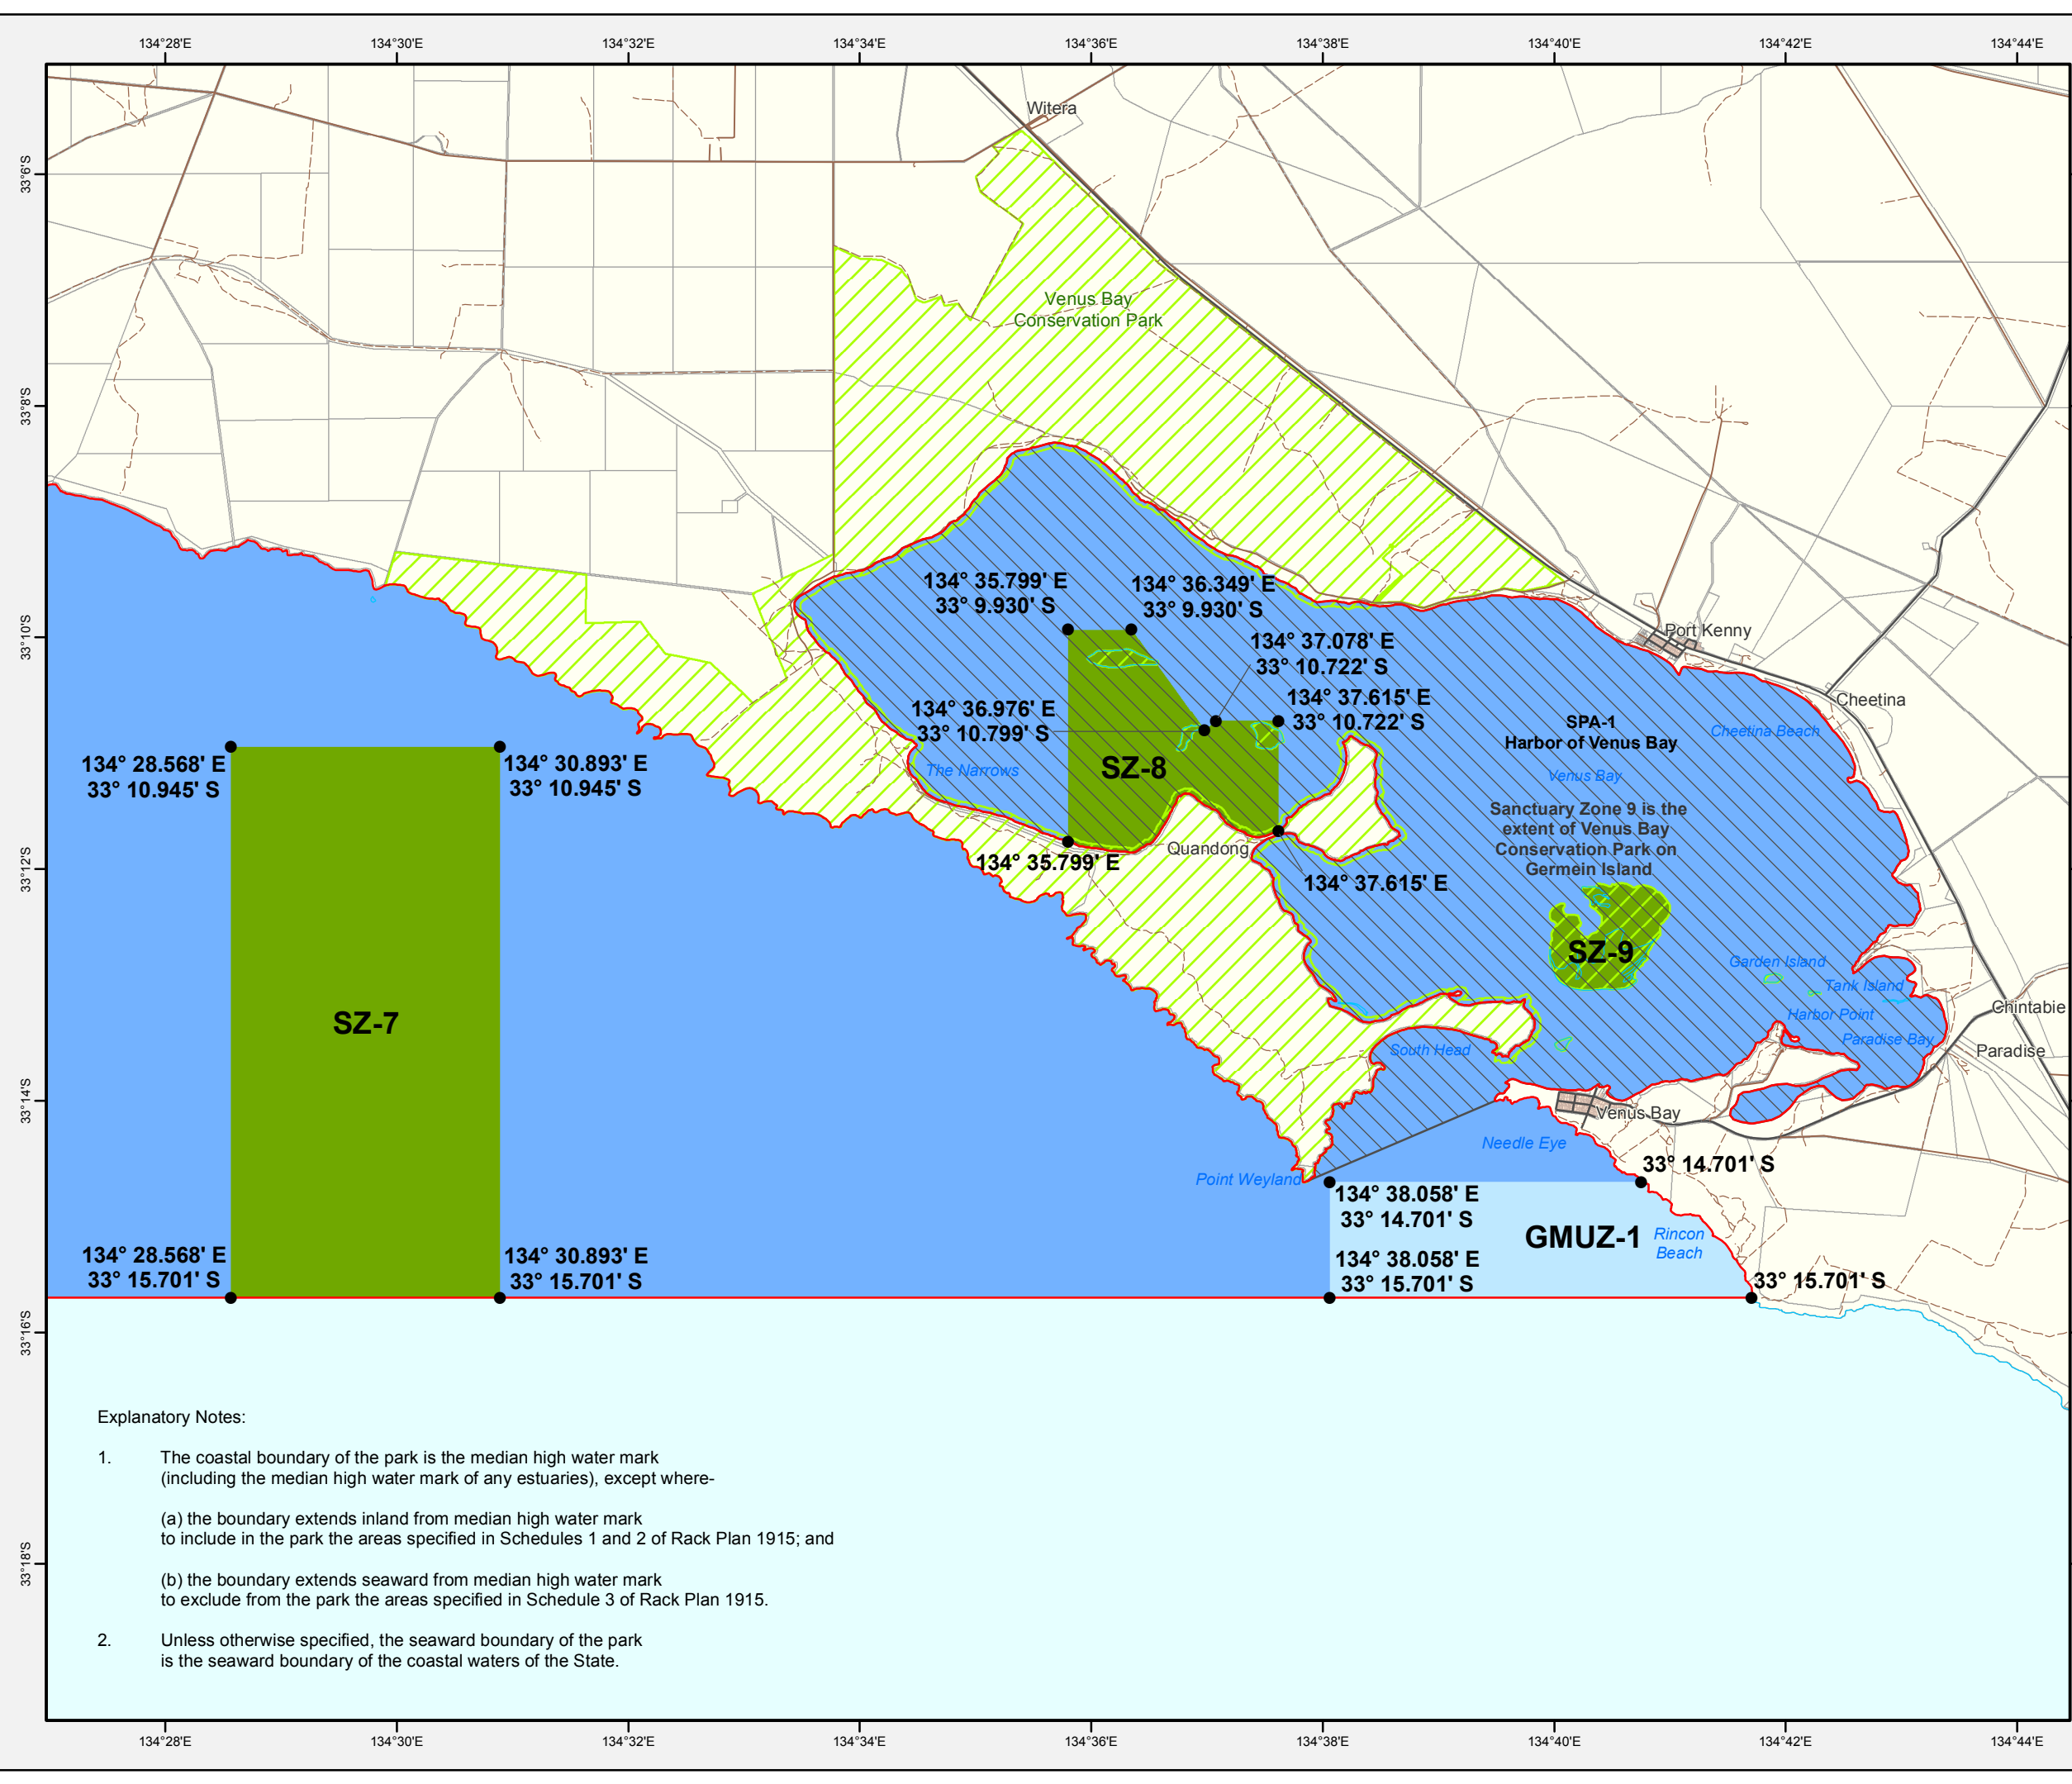 134°28'E
134°30'E
134°32'E
134°34'E
134°36'E
134°38'E
134°40'E
134°42'E
134°44'E
33°6'S
33°8'S
33°10'S
33°12'S
33°14'S
33°16'S
33°18'S
Witera
Venus Bay
Conservation Park
134° 35.799' E
33° 9.930' S
134° 36.349' E
33° 9.930' S
134° 37.078' E
33° 10.722' S
134° 37.615' E
33° 10.722' S
134° 36.976' E
33° 10.799' S
Port Kenny
Cheetina
Cheetina Beach
SPA-1
Harbor of Venus Bay
Venus Bay
Sanctuary Zone 9 is the
extent of Venus Bay
Conservation Park on
Germein Island
The Narrows
SZ-8
134° 28.568' E
33° 10.945' S
134° 30.893' E
33° 10.945' S
Quandong
134° 35.799' E
134° 37.615' E
SZ-9
Garden Island
Tank Island
Harbor Point
Paradise Bay
Chintabie
Paradise
SZ-7
South Head
Venus Bay
Needle Eye
Point Weyland
33° 14.701' S
134° 38.058' E
33° 14.701' S
GMUZ-1
Rincon
Beach
134° 38.058' E
33° 15.701' S
33° 15.701' S
134° 28.568' E
33° 15.701' S
134° 30.893' E
33° 15.701' S
Explanatory Notes:
1. The coastal boundary of the park is the median high water mark
(including the median high water mark of any estuaries), except where-
(a) the boundary extends inland from median high water mark
to include in the park the areas specified in Schedules 1 and 2 of Rack Plan 1915; and
(b) the boundary extends seaward from median high water mark
to exclude from the park the areas specified in Schedule 3 of Rack Plan 1915.
2. Unless otherwise specified, the seaward boundary of the park
is the seaward boundary of the coastal waters of the State.
134°28'E
134°30'E
134°32'E
134°34'E
134°36'E
134°38'E
134°40'E
134°42'E
134°44'E